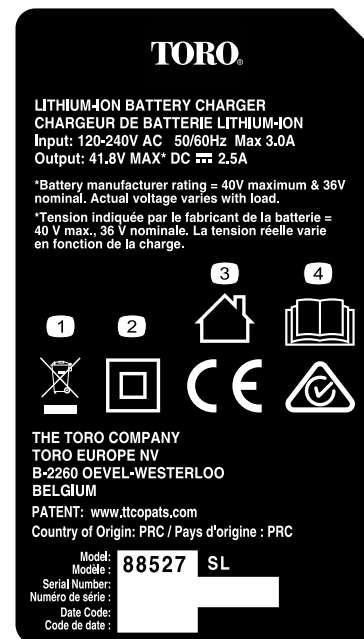 TORO®
LITHIUM-ION BATTERY CHARGER
CHARGEUR DE BATTERIE LITHIUM-ION
Input: 120-240V AC 50/60Hz Max 3.0A
Output: 41.8V MAX* DC ⎓ 2.5A
*Battery manufacturer rating = 40V maximum & 36V
nominal. Actual voltage varies with load.
*Tension indiquée par le fabricant de la batterie =
40 V max., 36 V nominale. La tension réelle varie
en fonction de la charge.
3 4
1 2
CE
THE TORO COMPANY
TORO EUROPE NV
B-2260 OEVEL-WESTERLOO
BELGIUM
PATENT: www.ttcopats.com
Country of Origin: PRC / Pays d'origine : PRC
Model: 88527 SL
Modèle :
Serial Number:
Numéro de série :
Date Code:
Code de date :